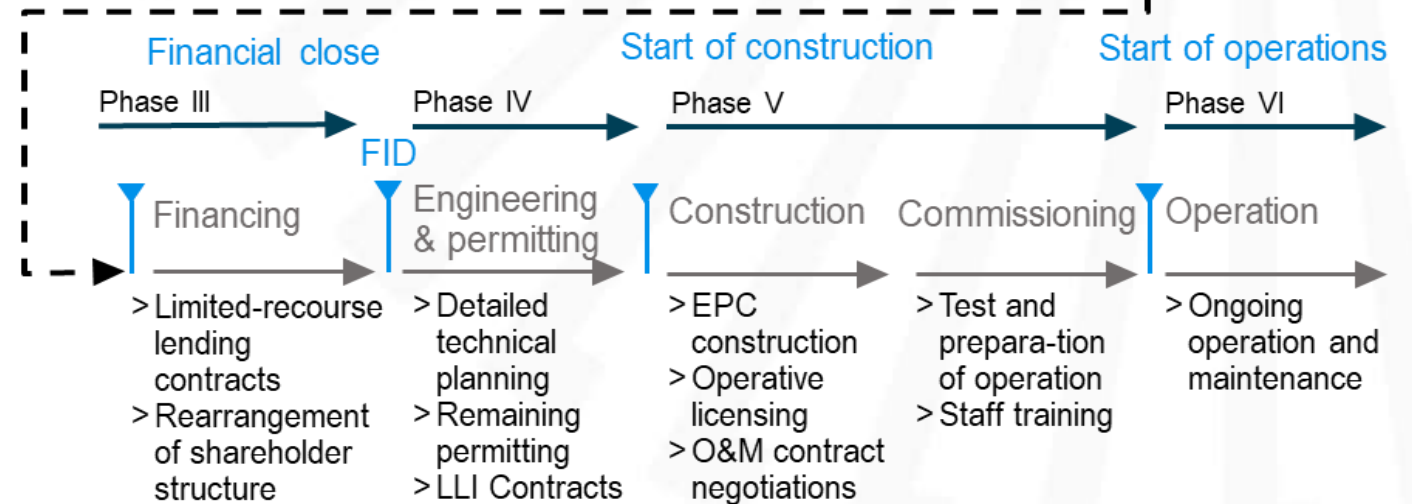 Financial close
Start of construction
Start of operations
Phase III
Phase IV
Phase V
Phase VI
FID
Financing
Engineering
& permitting
Construction
Commissioning
Operation
> Limited-recourse
lending
contracts
> Rearrangement
of shareholder
structure
> Detailed
technical
planning
> Remaining
permitting
> LLI Contracts
> EPC
construction
> Operative
licensing
> O&M contract
negotiations
> Test and
prepara-tion
of operation
> Staff training
> Ongoing
operation and
maintenance